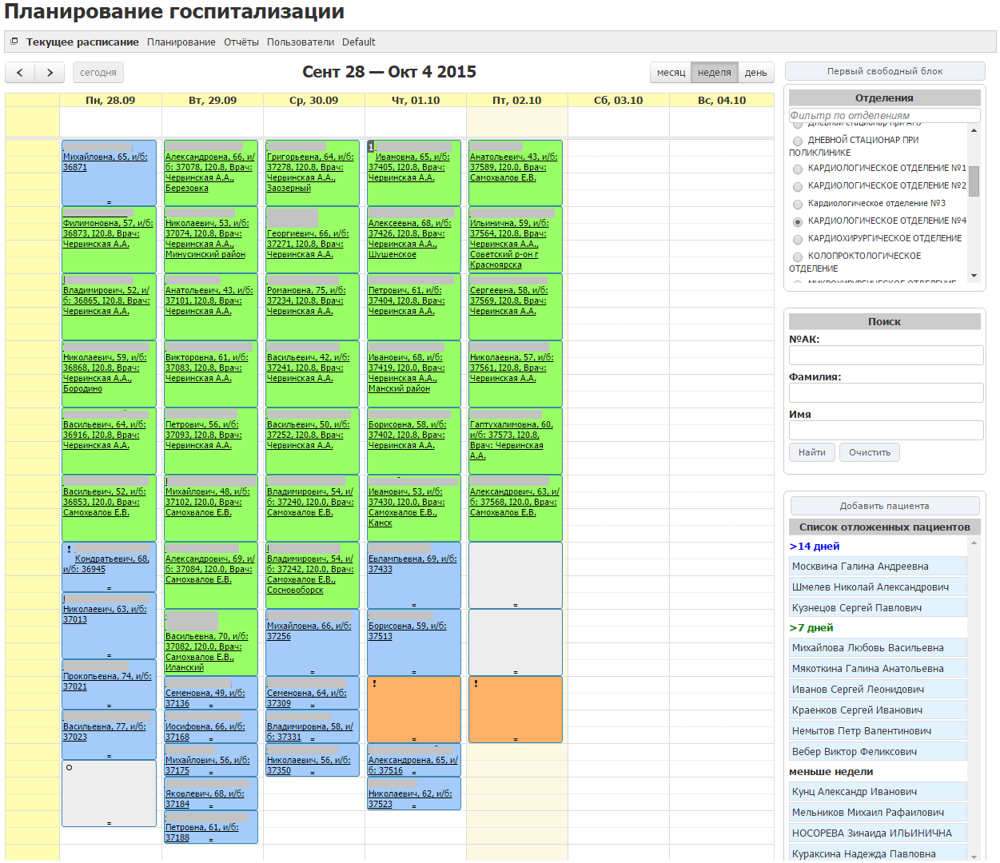 Планирование госпитализации
Текущее расписание Планирование Отчёты Пользователи Default
< > сегодня
Сент 28 — Окт 4 2015
месяц неделя день
Пн, 28.09 Вт, 29.09 Ср, 30.09 Чт, 01.10 Пт, 02.10 Сб, 03.10 Вс, 04.10
Михайловна, 65, и/б:
36871
=
Филимоновна, 57, и/б:
36873, I20.8, Врач:
Червинская А.А.
Владимирович, 52, и/
б: 36865, I20.8, Врач:
Червинская А.А.
Николаевич, 59, и/б:
36868, I20.8, Врач:
Червинская А.А.,
Бородино
Васильевич, 64, и/б:
36916, I20.8, Врач:
Червинская А.А.
Васильевич, 52, и/б:
36853, I20.0, Врач:
Самохвалов Е.В.
!
Кондратьевич, 68,
и/б: 36945
=
Николаевич, 63, и/б:
37013
=
Прокопьевна, 74, и/б:
37021
=
Васильевна, 77, и/б:
37023
=
=
Александровна, 66, и/
б: 37078, I20.8, Врач:
Червинская А.А.,
Березовка
Николаевич, 53, и/б:
37074, I20.8, Врач:
Червинская А.А.,
Минусинский район
Анатольевич, 43, и/б:
37101, I20.8, Врач:
Червинская А.А.
Викторовна, 61, и/б:
37083, I20.8, Врач:
Червинская А.А.
Петрович, 56, и/б:
37093, I20.8, Врач:
Червинская А.А.
Михайлович, 48, и/б:
37102, I20.0, Врач:
Самохвалов Е.В.
Александрович, 69, и/
б: 37084, I20.0, Врач:
Самохвалов Е.В.
Васильевна, 70, и/б:
37082, I20.0, Врач:
Самохвалов Е.В.,
Иланский
Семеновна, 49, и/б:
37136 =
Иосифовна, 66, и/б:
37168 =
Михайлович, 56, и/б:
37175 =
Яковлевич, 68, и/б:
37184 =
Петровна, 61, и/б:
37188 =
Григорьевна, 64, и/б:
37278, I20.8, Врач:
Червинская А.А.,
Заозерный
Георгиевич, 66, и/б:
37271, I20.8, Врач:
Червинская А.А.
Романовна, 75, и/б:
37234, I20.8, Врач:
Червинская А.А.
Васильевич, 42, и/б:
37241, I20.8, Врач:
Червинская А.А.
Васильевич, 50, и/б:
37252, I20.8, Врач:
Червинская А.А.
Владимирович, 54, и/
б: 37240, I20.0, Врач:
Самохвалов Е.В.
Владимирович, 54, и/
б: 37242, I20.0, Врач:
Самохвалов Е.В.,
Сосновоборск
Михайловна, 66, и/б:
37256
=
Семеновна, 64, и/б:
37309 =
Владимировна, 58, и/
б: 37331 =
Николаевич, 56, и/б:
37350 =
1
Ивановна, 65, и/б:
37405, I20.8, Врач:
Червинская А.А.
Алексеевна, 68, и/б:
37426, I20.8, Врач:
Червинская А.А.,
Шушенское
Петрович, 61, и/б:
37404, I20.8, Врач:
Червинская А.А.
Иванович, 68, и/б:
37419, I20.0, Врач:
Червинская А.А.,
Манский район
Борисовна, 58, и/б:
37402, I20.8, Врач:
Червинская А.А.
Иванович, 53, и/б:
37430, I20.0, Врач:
Самохвалов Е.В.,
Канск
Евлампьевна, 69, и/б:
37433
=
Борисовна, 59, и/б:
37513
=
!
=
Александровна, 65, и/
б: 37516 =
Николаевич, 62, и/б:
37523 =
Анатольевич, 43, и/б:
37589, I20.0, Врач:
Самохвалов Е.В.
Ильинична, 59, и/б:
37564, I20.8, Врач:
Червинская А.А.,
Советский р-он г
Красноярска
Сергеевна, 58, и/б:
37569, I20.8, Врач:
Червинская А.А.
Николаевна, 57, и/б:
37561, I20.8, Врач:
Червинская А.А.
Гаптухалимовна, 60,
и/б: 37573, I20.8,
Врач: Червинская
А.А.
Александрович, 63, и/
б: 37568, I20.0, Врач:
Самохвалов Е.В.
=
=
!
=
Первый свободный блок
Отделения
Фильтр по отделениям
ДНЕВНОЙ СТАЦИОНАР ПРИ
ПОЛИКЛИНИКЕ
КАРДИОЛОГИЧЕСКОЕ ОТДЕЛЕНИЕ №1
КАРДИОЛОГИЧЕСКОЕ ОТДЕЛЕНИЕ №2
Кардиологическое отделение №3
КАРДИОЛОГИЧЕСКОЕ ОТДЕЛЕНИЕ №4
КАРДИОХИРУРГИЧЕСКОЕ ОТДЕЛЕНИЕ
КОЛОПРОКТОЛОГИЧЕСКОЕ
ОТДЕЛЕНИЕ
МИКРОХИРУРГИЧЕСКОЕ ОТДЕЛЕНИЕ
Поиск
№АК:
Фамилия:
Имя
Найти Очистить
Добавить пациента
Список отложенных пациентов
>14 дней
Москвина Галина Андреевна
Шмелев Николай Александрович
Кузнецов Сергей Павлович
>7 дней
Михайлова Любовь Васильевна
Мякоткина Галина Анатольевна
Иванов Сергей Леонидович
Краенков Сергей Иванович
Немытов Петр Валентинович
Вебер Виктор Феликсович
меньше недели
Кунц Александр Иванович
Мельников Михаил Рафаилович
НОСОРЕВА Зинаида ИЛЬИНИЧНА
Кураксина Надежда Павловна